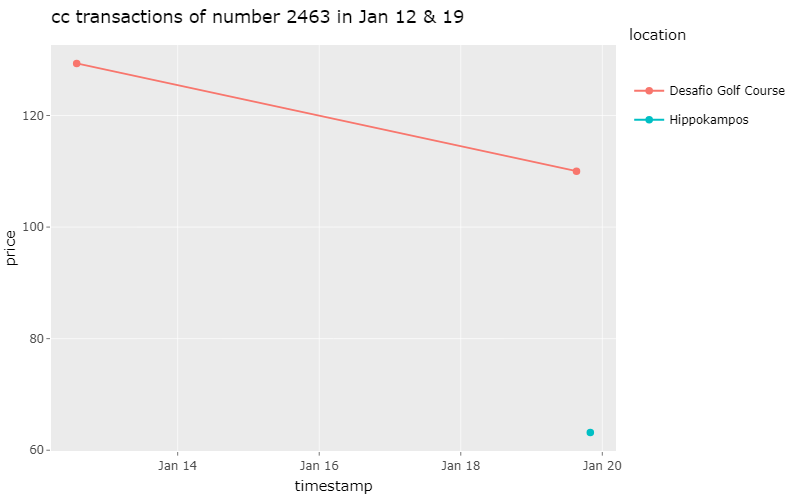 cc transactions of number 2463 in Jan 12 & 19
location
Desafio Golf Course
Hippokampos
price
120
100
80
60
Jan 14
Jan 16
Jan 18
Jan 20
timestamp